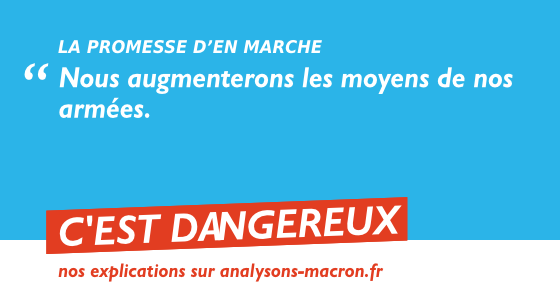 LA PROMESSE D’EN MARCHE
“ Nous augmenterons les moyens de nos
armées.
C'EST DANGEREUX
nos explications sur analysons-macron.fr